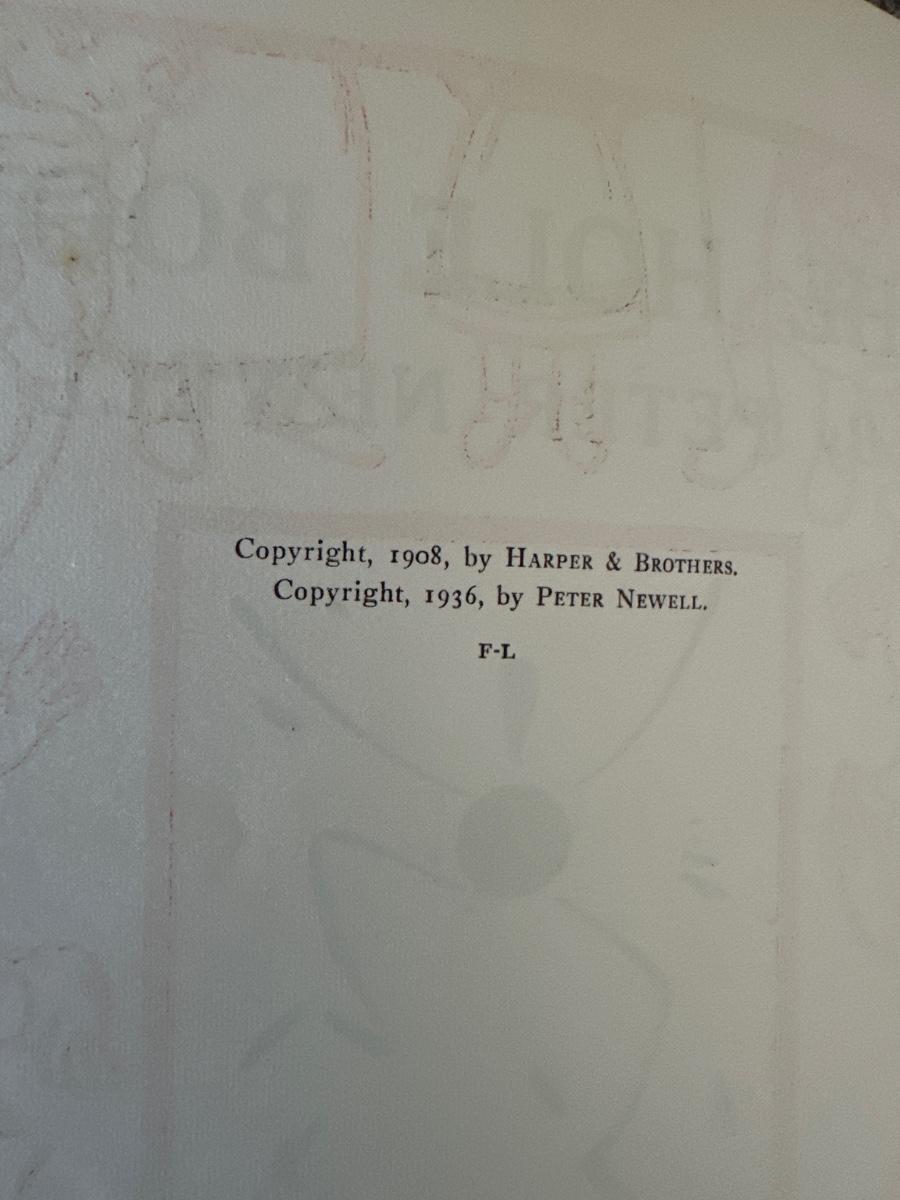 Copyright, 1908, by HARPER & BROTHERS.
Copyright, 1936, by PETER NEWELL.
F-L